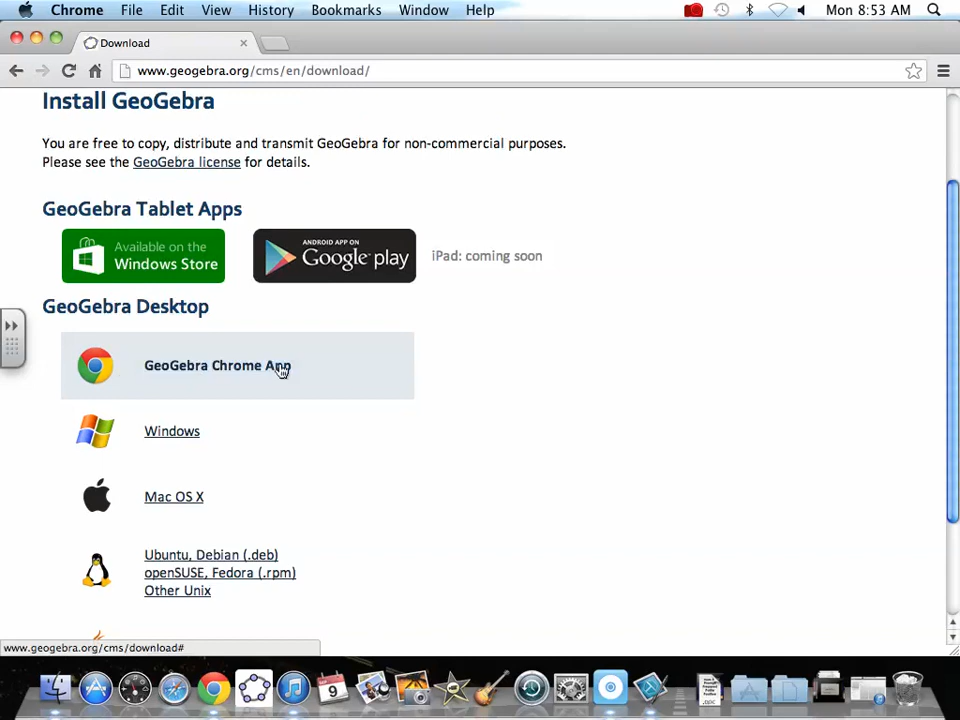 Chrome File Edit View History Bookmarks Window Help Mon 8:53 AM
Download
www.geogebra.org/cms/en/download/
Install GeoGebra
You are free to copy, distribute and transmit GeoGebra for non-commercial purposes.
Please see the GeoGebra license for details.
GeoGebra Tablet Apps
Available on the
Windows Store
ANDROID APP ON
Google play
iPad: coming soon
GeoGebra Desktop
GeoGebra Chrome App
Windows
Mac OS X
Ubuntu, Debian (.deb)
openSUSE, Fedora (.rpm)
Other Unix
www.geogebra.org/cms/download#
9